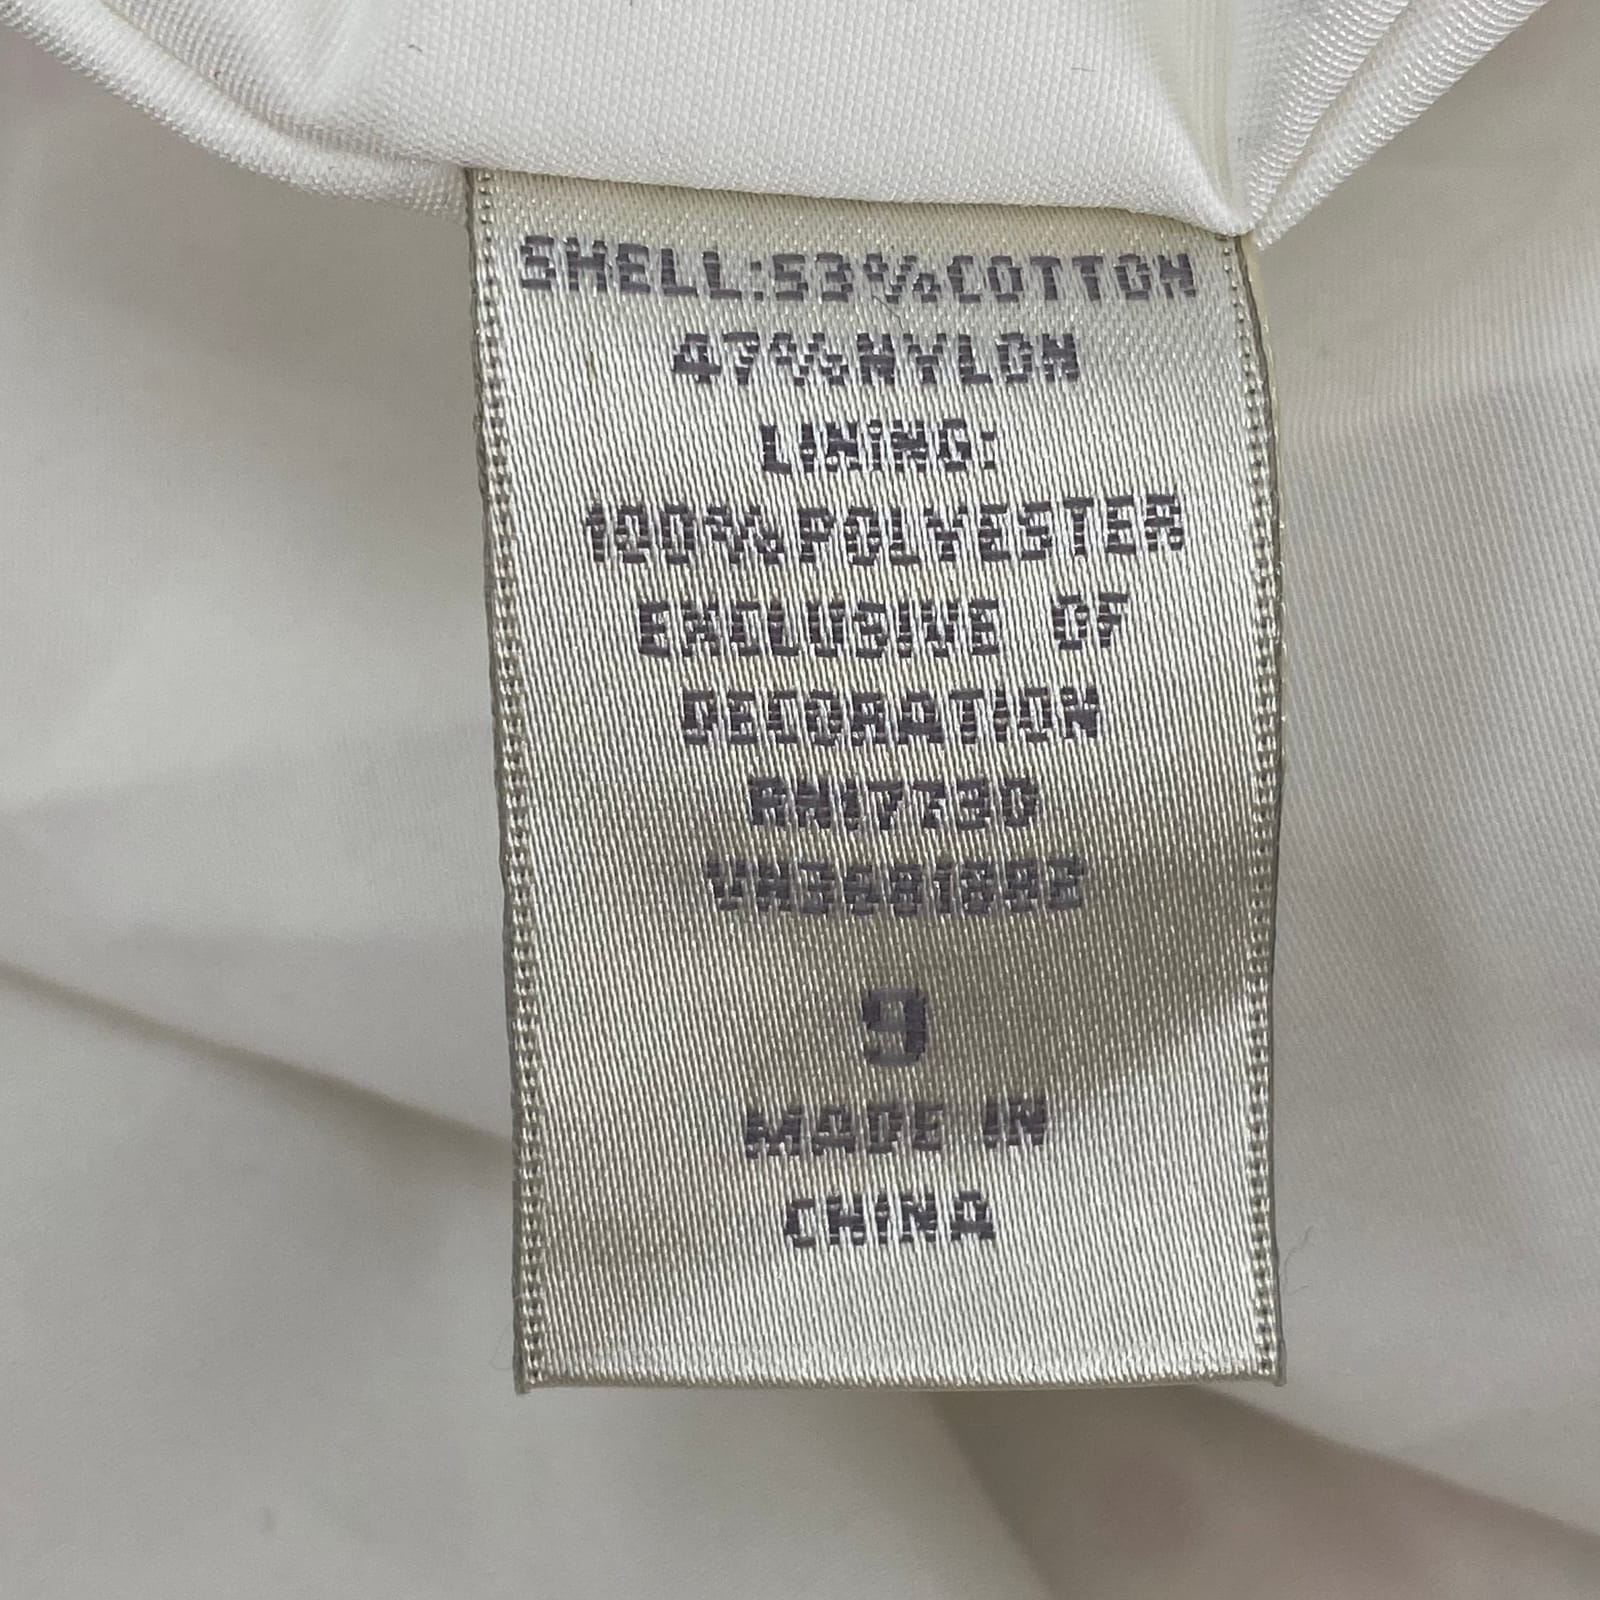 SHELL:53%COTTON
47%NYLON
LINING:
100%POLYESTER
EXCLUSIVE OF
DECORATION
RN17730
9
MADE IN
CHINA